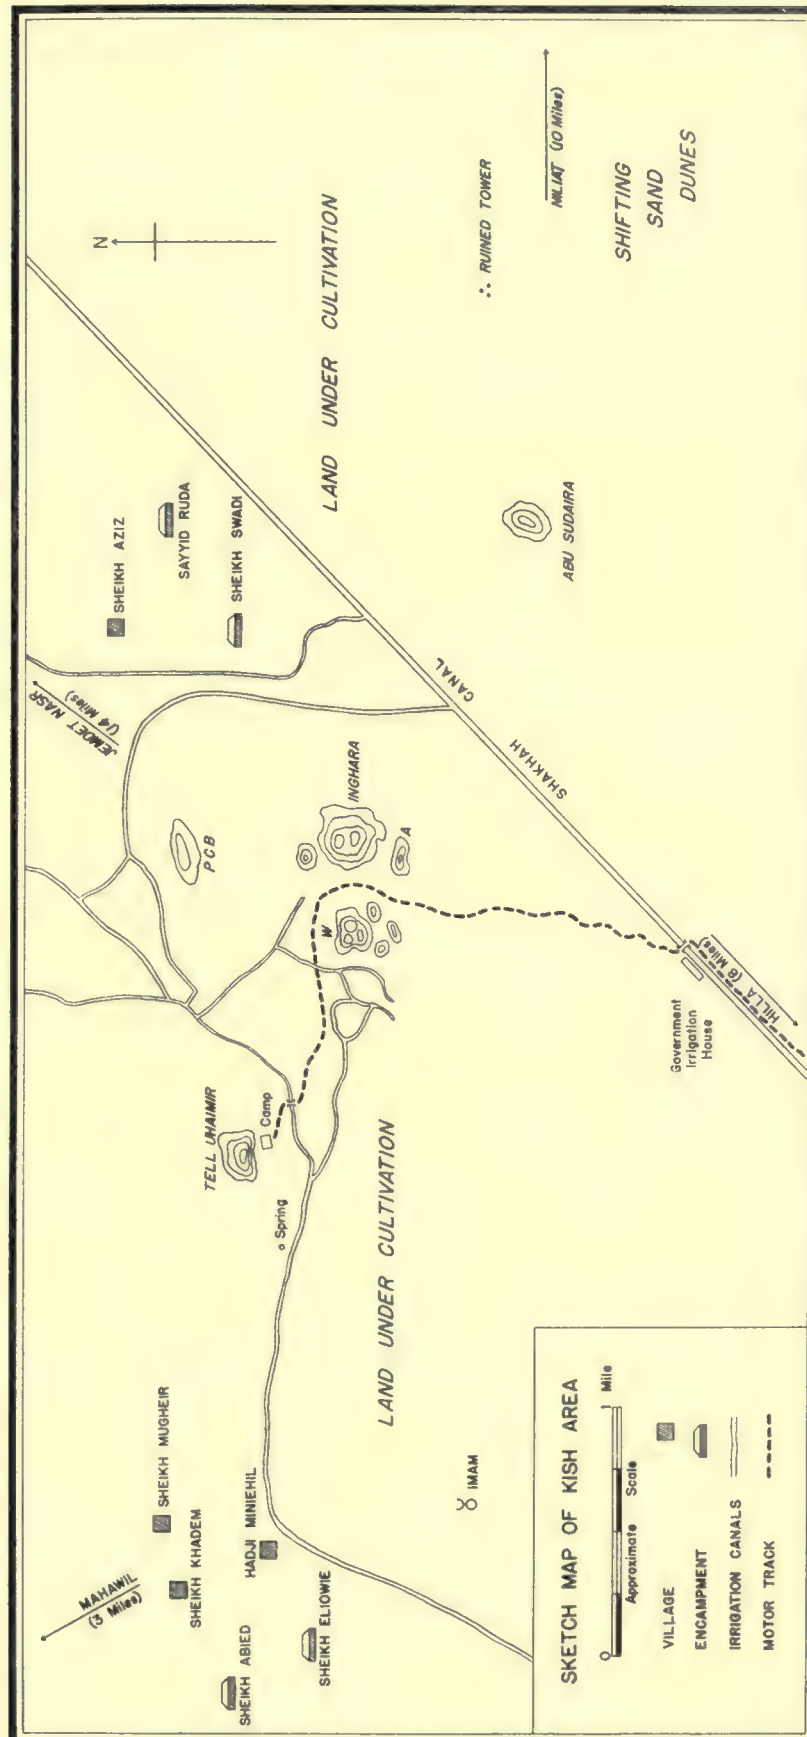 MAHAWIL
(3 Miles)
SHEIKH MUGHEIR
SHEIKH KHADEM
SHEIKH ABIED
HADJI MINIEHIL
SHEIKH ELIOWIE
IMAM
LAND UNDER CULTIVATION
Spring
TELL UHAIMIR
Camp
W
PCB
INGHARA
A
JEMDET NASR
(14 Miles)
SHEIKH AZIZ
SAYYID RUDA
SHEIKH SWADI
N
LAND UNDER CULTIVATION
RUINED TOWER
ABU SUDAIRA
NILIAT (10 Miles)
SHIFTING
SAND
DUNES
SHAKHAH CANAL
Government
Irrigation
House
HILLA (8 Miles)
SKETCH MAP OF KISH AREA
0 1 Mile
Approximate Scale
VILLAGE
ENCAMPMENT
IRRIGATION CANALS
MOTOR TRACK